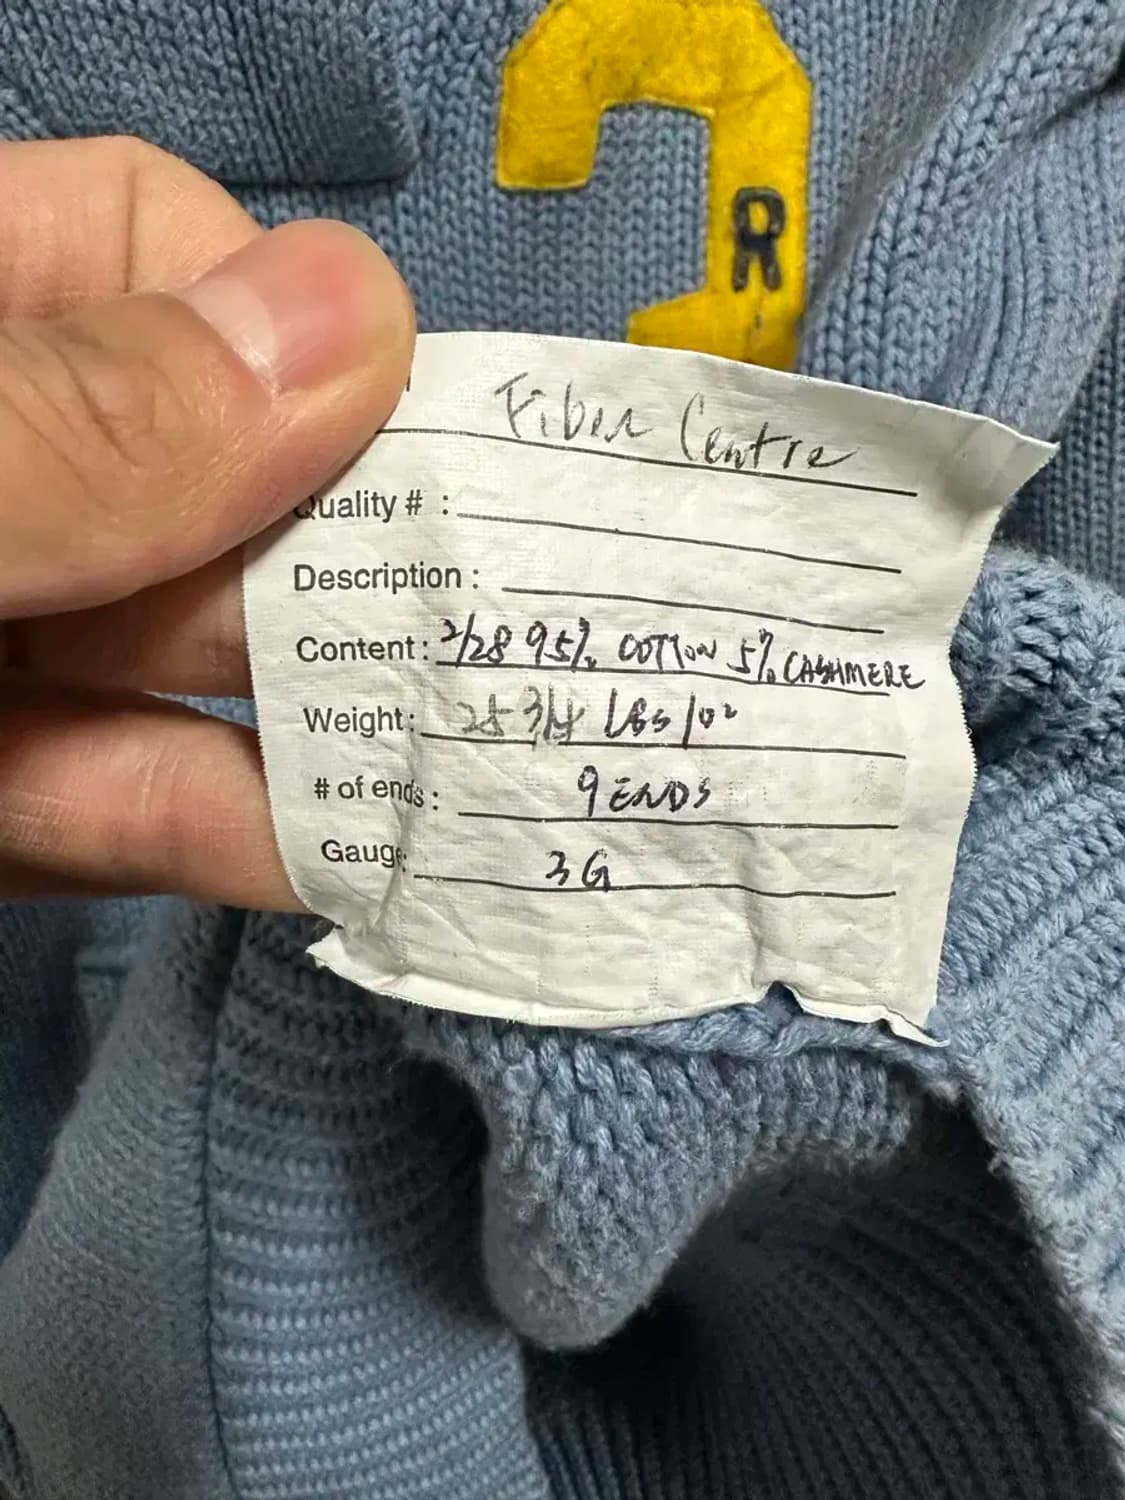 R
Fiber Centre
Quality # :
Description :
Content : 2/28 95% COTTON 5% CASHMERE
Weight: LBS/02
# of ends : 9 ENDS
Gauge: 3G